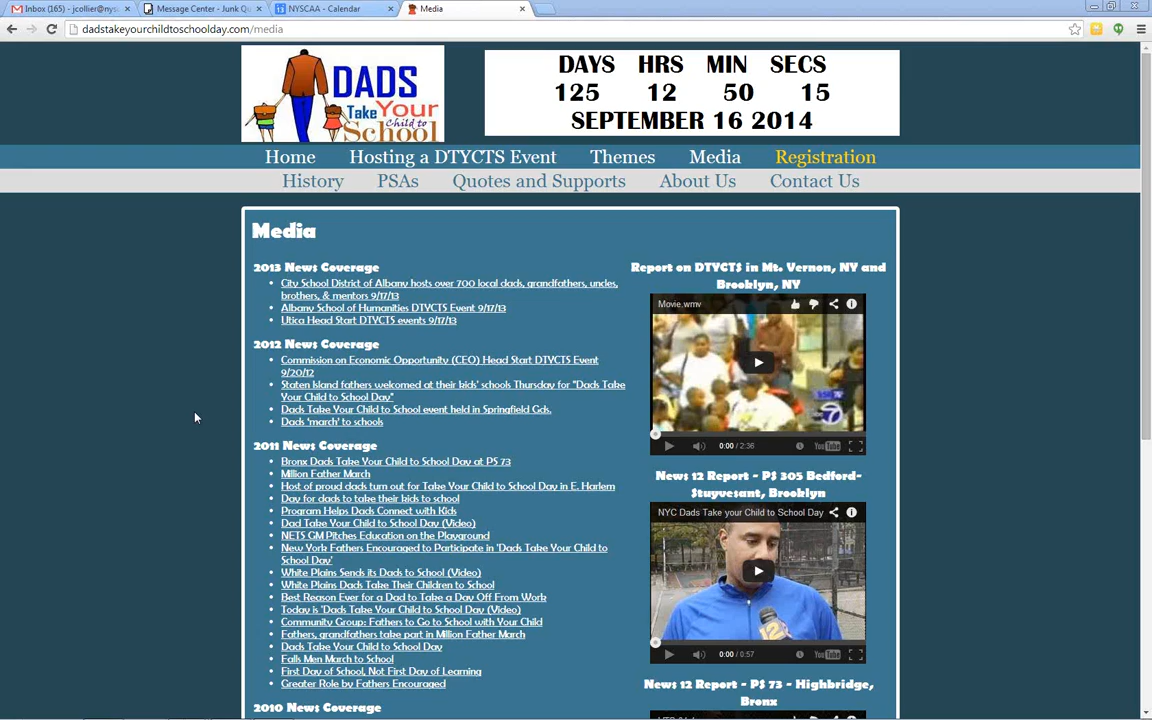 Inbox (165) - jcollier@nys
Message Center - Junk Q
NYSCAA - Calendar
Media
dadstakeyourchildtoschoolday.com/media
DADS
Take Your
Child to
School
DAYS HRS MIN SECS
125 12 50 15
SEPTEMBER 16 2014
Home Hosting a DTYCTS Event Themes Media Registration
History PSAs Quotes and Supports About Us Contact Us
Media
2013 News Coverage
City School District of Albany hosts over 700 local dads, grandfathers, uncles,
brothers, & mentors 9/17/13
Albany School of Humanities DTYCTS Event 9/17/13
Utica Head Start DTYCTS events 9/17/13
2012 News Coverage
Commission on Economic Opportunity (CEO) Head Start DTYCTS Event
9/20/12
Staten Island fathers welcomed at their kids' schools Thursday for "Dads Take
Your Child to School Day"
Dads Take Your Child to School event held in Springfield Gds.
Dads 'march' to schools
2011 News Coverage
Bronx Dads Take Your Child to School Day at PS 73
Million Father March
Host of proud dads turn out for Take Your Child to School Day in E. Harlem
Day for dads to take their kids to school
Program Helps Dads Connect with Kids
Dad Take Your Child to School Day (Video)
NETS GM Pitches Education on the Playground
New York Fathers Encouraged to Participate in 'Dads Take Your Child to
School Day'
White Plains Sends its Dads to School (Video)
White Plains Dads Take Their Children to School
Best Reason Ever for a Dad to Take a Day Off From Work
Today is 'Dads Take Your Child to School Day (Video)
Community Group: Fathers to Go to School with Your Child
Fathers, grandfathers take part in Million Father March
Dads Take Your Child to School Day
Falls Men March to School
First Day of School, Not First Day of Learning
Greater Role by Fathers Encouraged
2010 News Coverage
Report on DTYCTS in Mt. Vernon, NY and
Brooklyn, NY
Movie.wmv
abc 7
0:00 / 2:36
YouTube
News 12 Report - PS 305 Bedford-
Stuyvesant, Brooklyn
NYC Dads Take your Child to School Day
12
0:00 / 0:57
YouTube
News 12 Report - PS 73 - Highbridge,
Bronx